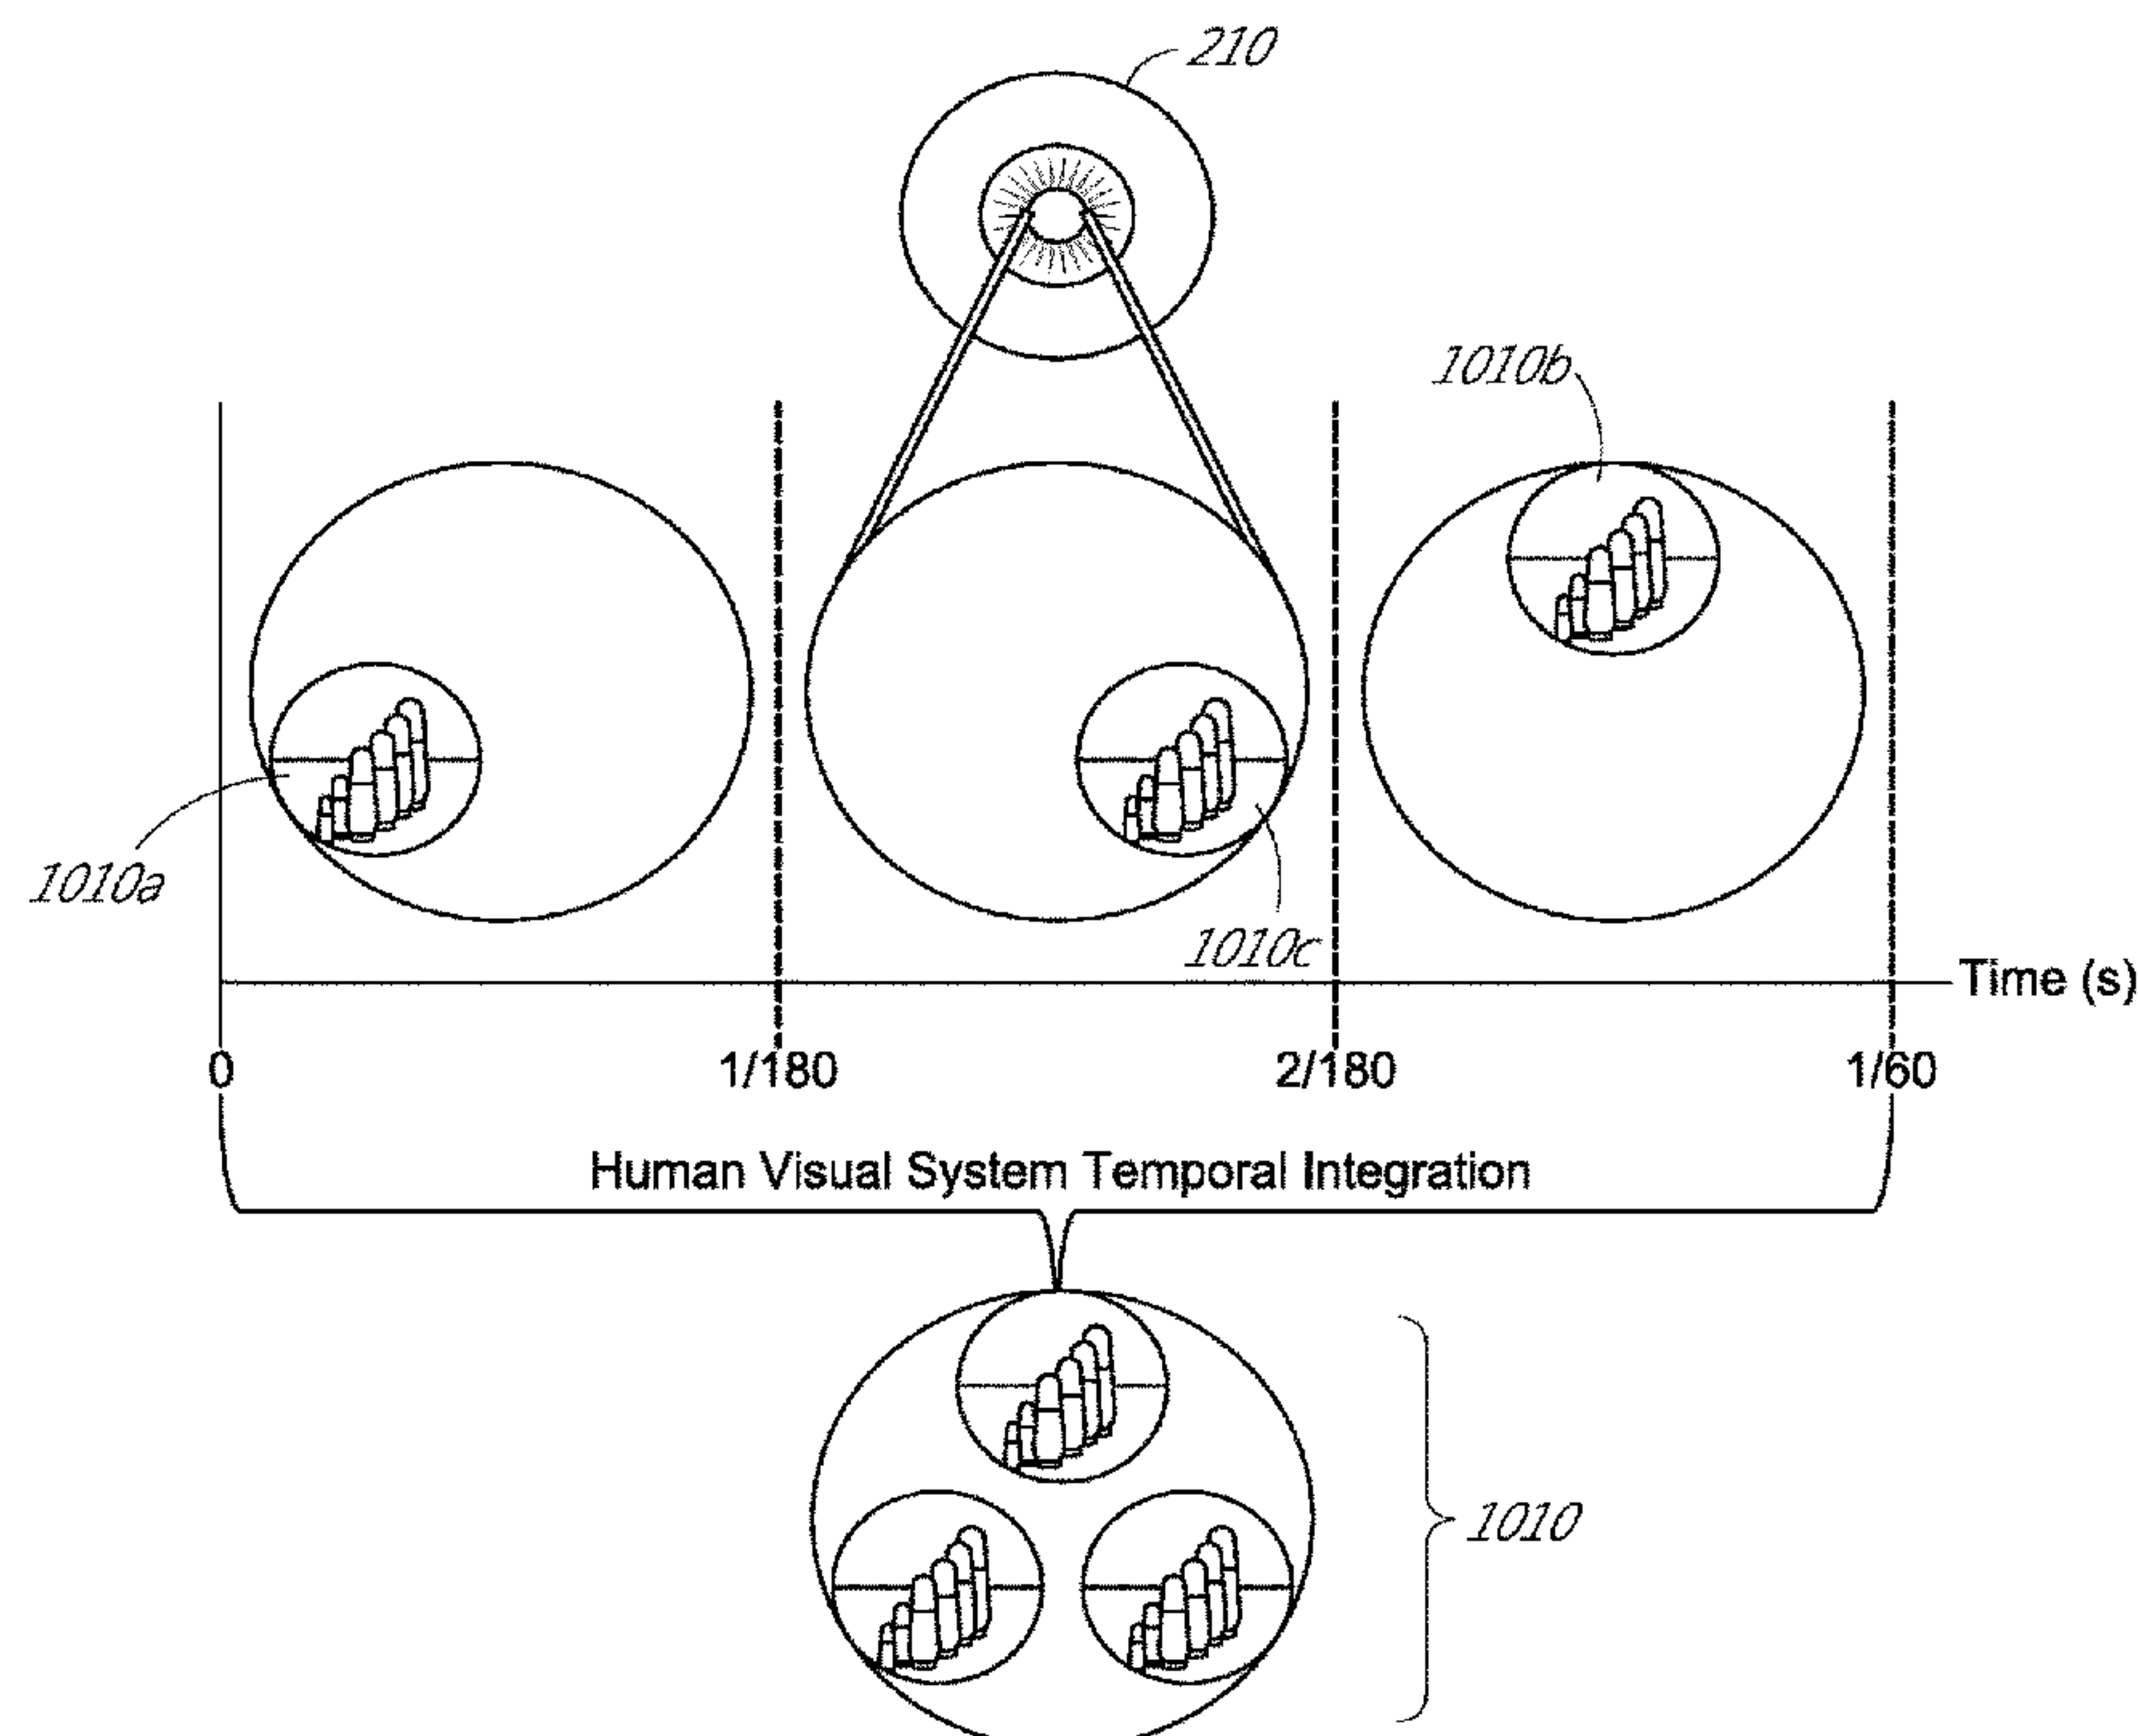 210
1010b
1010a
1010c
Time (s)
0 1/180 2/180 1/60
Human Visual System Temporal Integration
1010